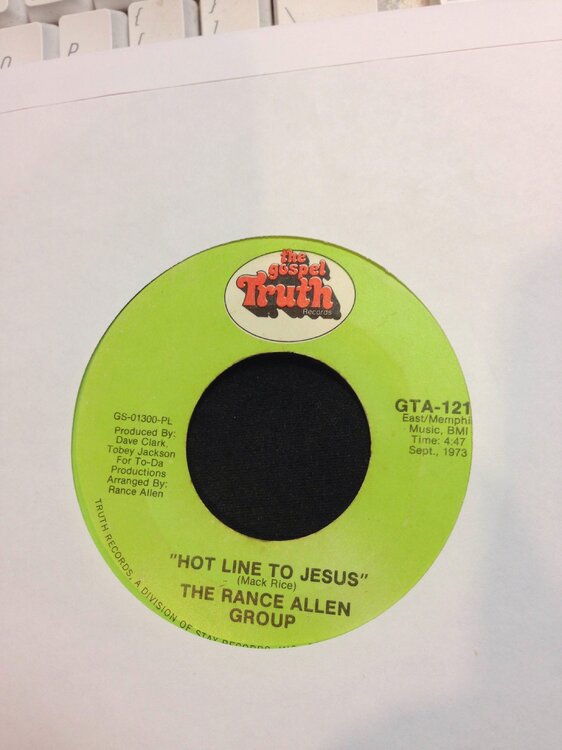 O
P
{
[
}
]
the
gospel
Truth
Records
GS-01300-PL
Produced By:
Dave Clark,
Tobey Jackson
For To-Da
Productions
Arranged By:
Rance Allen
GTA-121
East/Memphi
Music, BMI
Time: 4:47
Sept., 1973
"HOT LINE TO JESUS"
(Mack Rice)
THE RANCE ALLEN
GROUP
TRUTH RECORDS, A DIVISION OF STAX RECORDS,